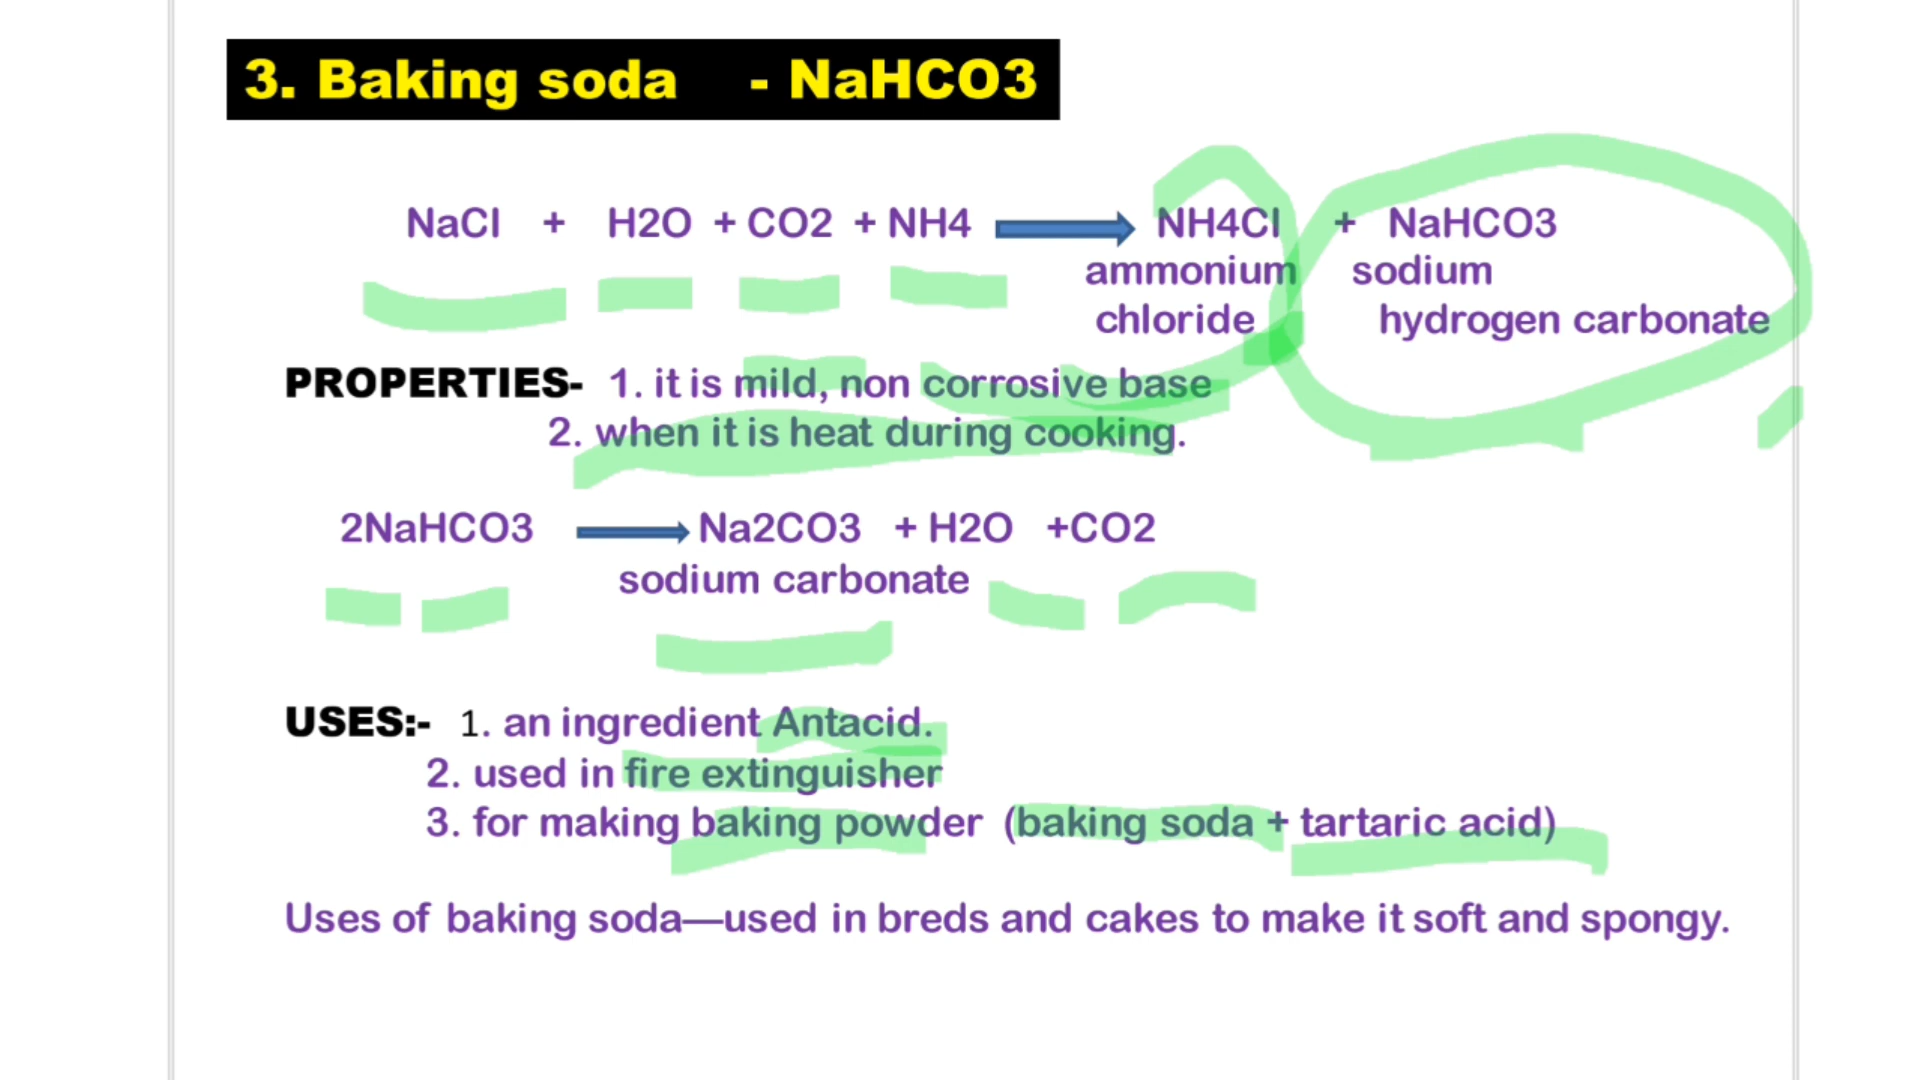 3. Baking soda - NaHCO3
NaCl + H2O + CO2 + NH4 NH4Cl + NaHCO3
ammonium sodium
chloride hydrogen carbonate
PROPERTIES- 1. it is mild, non corrosive base
2. when it is heat during cooking.
2NaHCO3 Na2CO3 + H2O +CO2
sodium carbonate
USES:- 1. an ingredient Antacid.
2. used in fire extinguisher
3. for making baking powder (baking soda + tartaric acid)
Uses of baking soda—used in breds and cakes to make it soft and spongy.